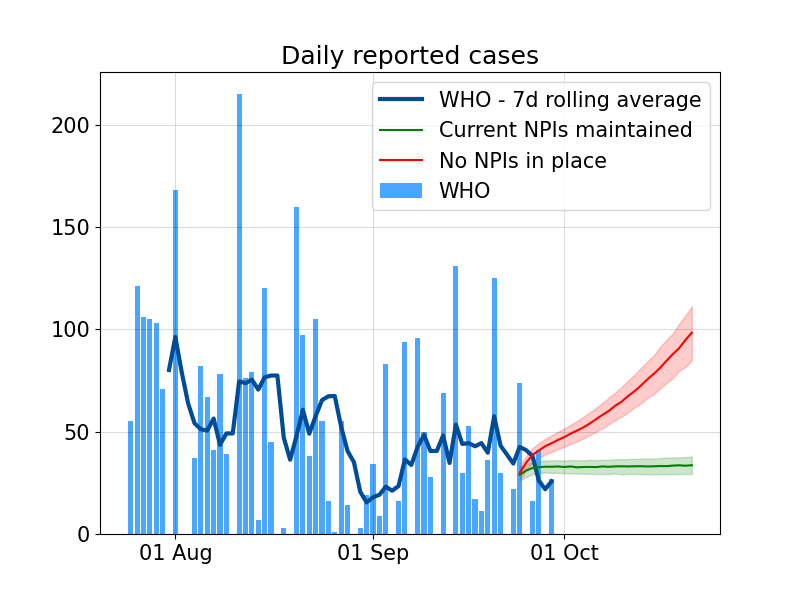 Daily reported cases
WHO - 7d rolling average
Current NPIs maintained
No NPIs in place
WHO
200
150
100
50
0
01 Aug
01 Sep
01 Oct